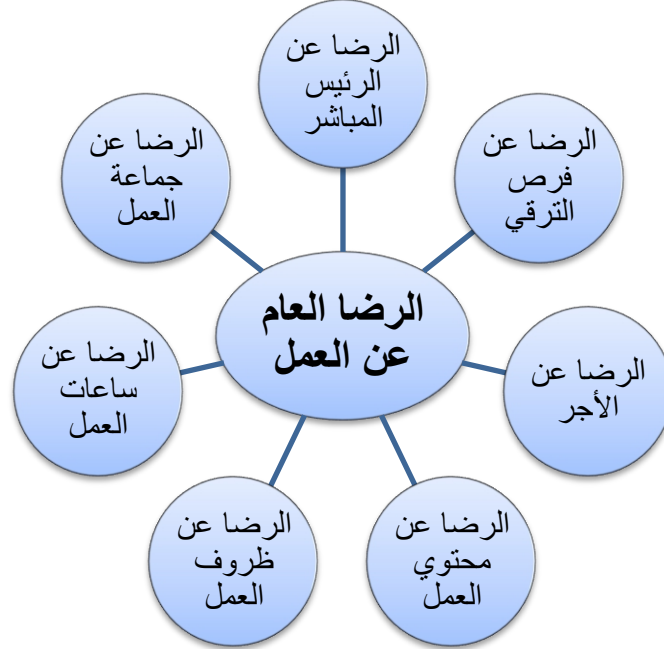 الرضا عن
الرئيس
المباشر
الرضا عن
فرص
الترقي
الرضا عن
الأجر
الرضا عن
محتوي
العمل
الرضا عن
ظروف
العمل
الرضا عن
ساعات
العمل
الرضا عن
جماعة
العمل
الرضا العام
عن العمل